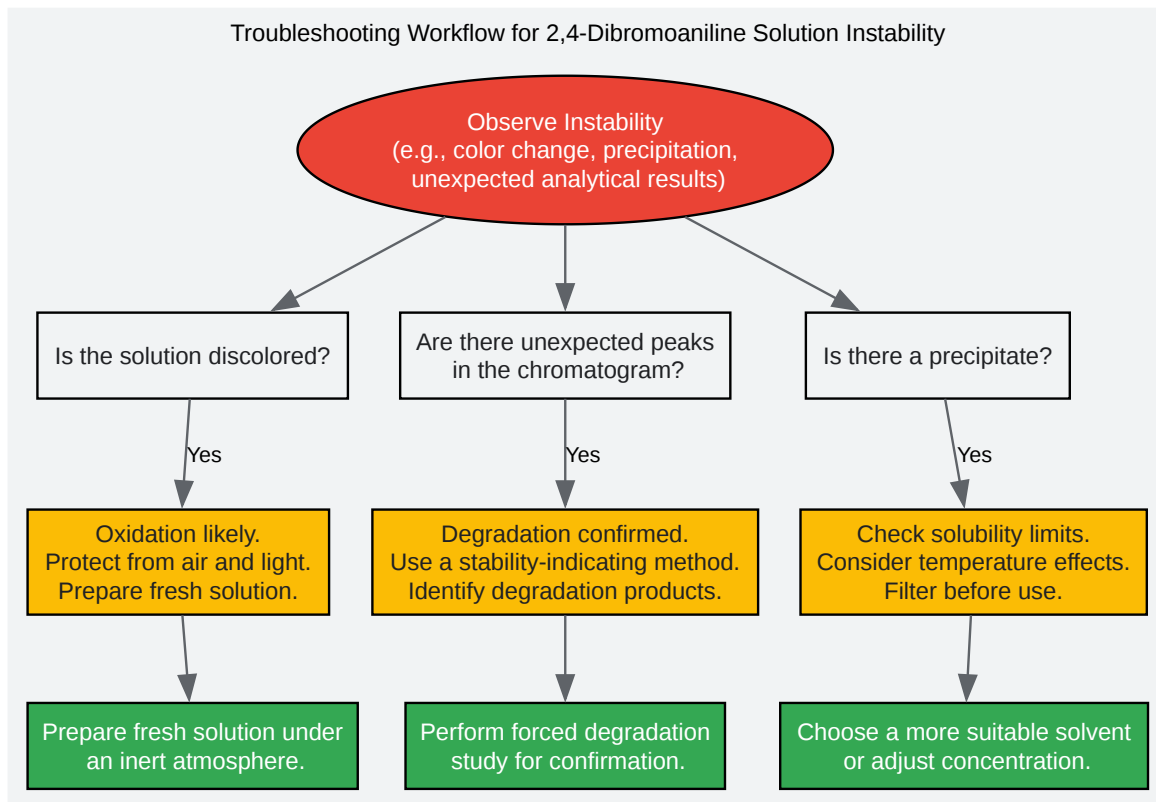 Troubleshooting Workflow for 2,4-Dibromoaniline Solution Instability
Observe Instability
(e.g., color change, precipitation,
unexpected analytical results)
Is the solution discolored?
Are there unexpected peaks
in the chromatogram?
Is there a precipitate?
Yes
Yes
Yes
Oxidation likely.
Protect from air and light.
Prepare fresh solution.
Degradation confirmed.
Use a stability-indicating method.
Identify degradation products.
Check solubility limits.
Consider temperature effects.
Filter before use.
Prepare fresh solution under
an inert atmosphere.
Perform forced degradation
study for confirmation.
Choose a more suitable solvent
or adjust concentration.